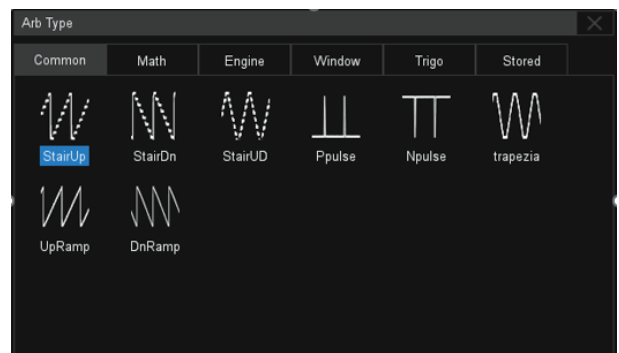 Arb Type
Common Math Engine Window Trigo Stored
StairUp StairDn StairUD Ppulse Npulse trapezia
UpRamp DnRamp